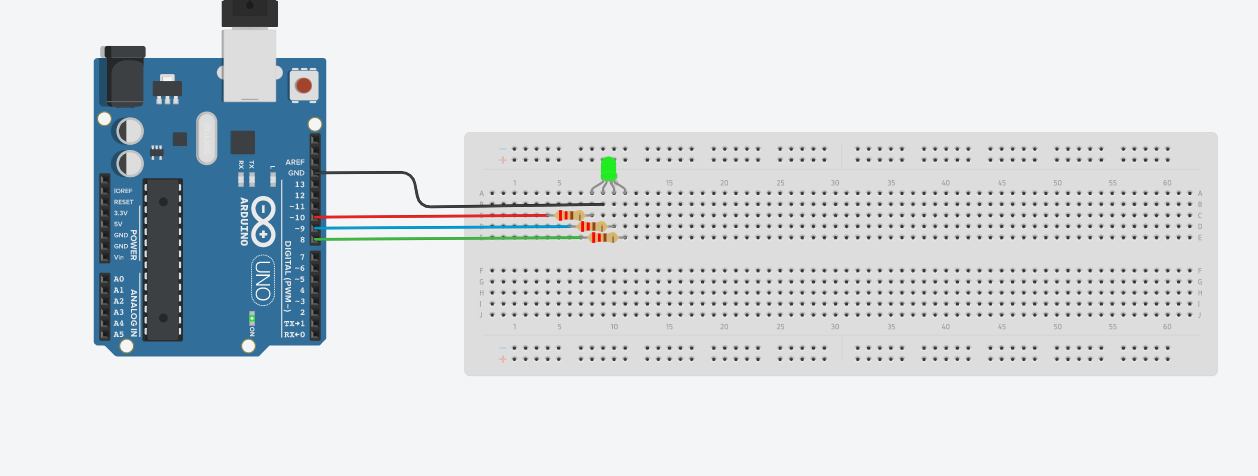 AREF
GND
13
12
~11
~10
~9
8
7
~6
~5
4
~3
2
TX→1
RX←0
DIGITAL (PWM~)
RX
TX
L
ARDUINO
UNO
ON
IOREF
RESET
3.3V
5V
GND
GND
Vin
POWER
A0
A1
A2
A3
A4
A5
ANALOG IN
1 5 15 20 25 30 35 40 45 50 55 60
A A
B B
C C
D D
E E
F F
G G
H H
I I
J J
1 5 10 15 20 25 30 35 40 45 50 55 60